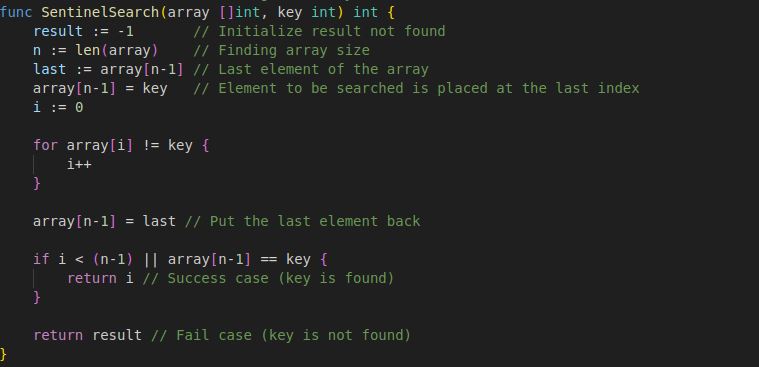 func SentinelSearch(array []int, key int) int {
    result := -1       // Initialize result not found
    n := len(array)    // Finding array size
    last := array[n-1] // Last element of the array
    array[n-1] = key   // Element to be searched is placed at the last index
    i := 0

    for array[i] != key {
        i++
    }

    array[n-1] = last // Put the last element back

    if i < (n-1) || array[n-1] == key {
        return i // Success case (key is found)
    }

    return result // Fail case (key is not found)
}